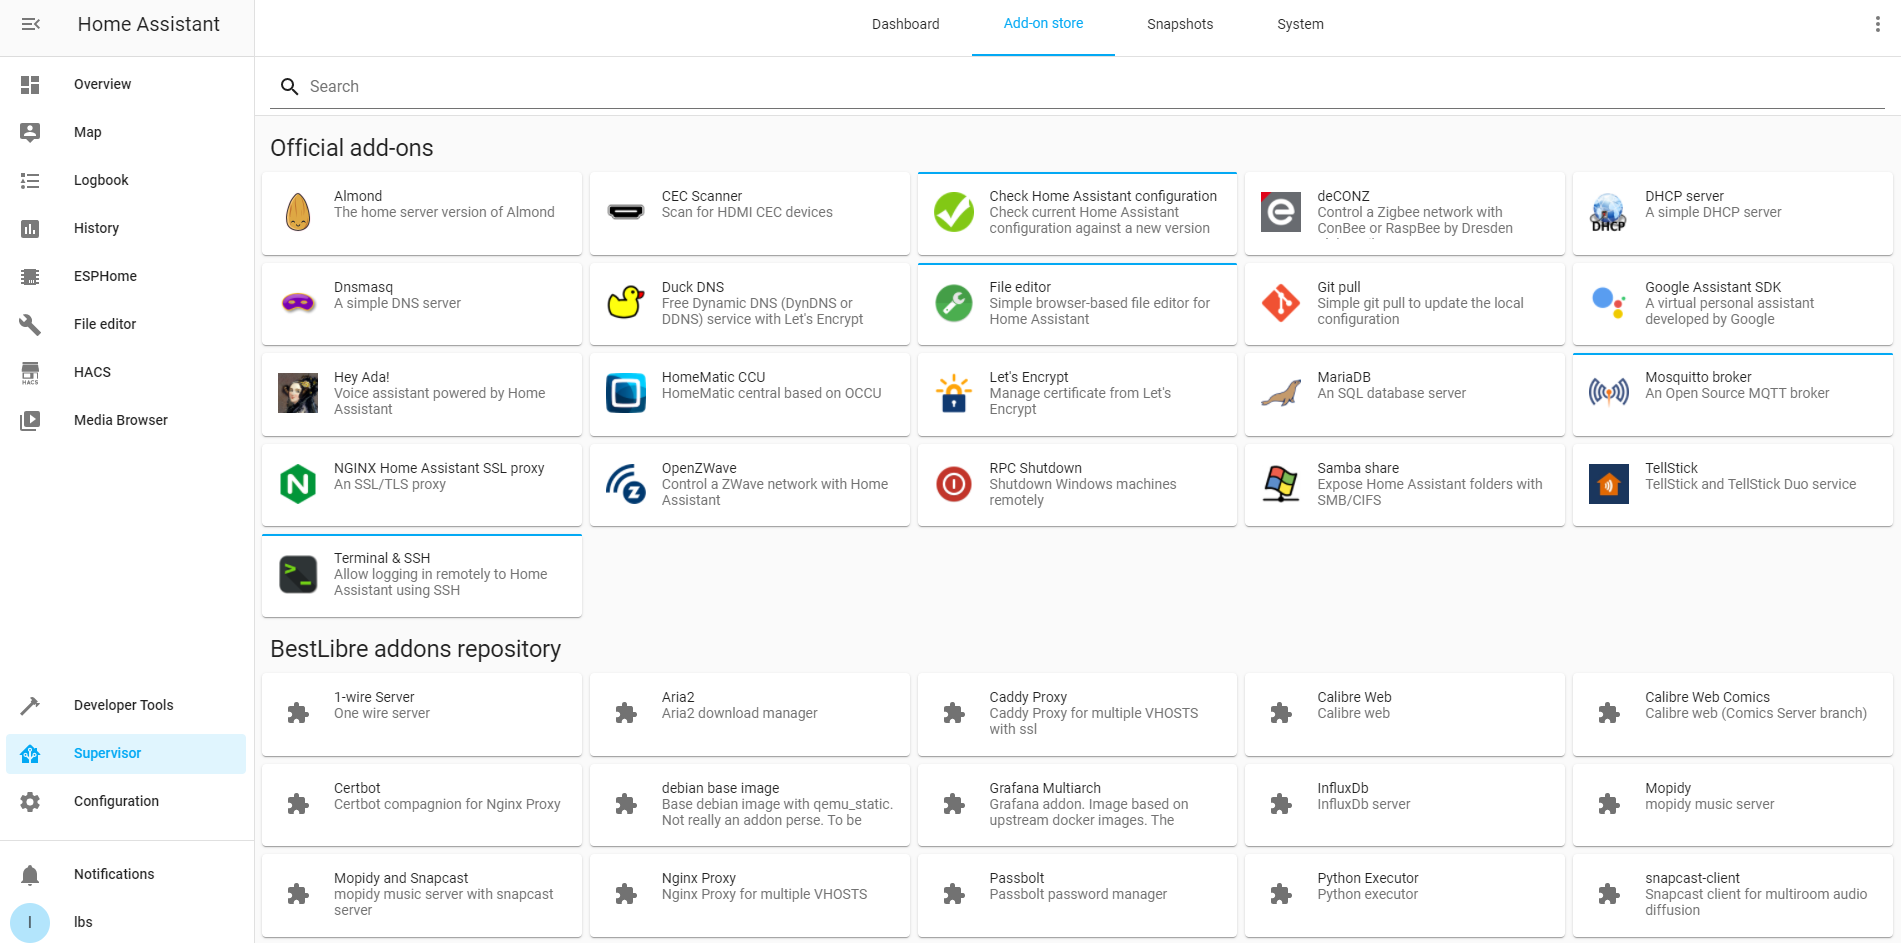 Home Assistant
Dashboard
Add-on store
Snapshots
System
Overview
Map
Logbook
History
ESPHome
File editor
HACS
HACS
Media Browser
Developer Tools
Supervisor
Configuration
Notifications
l
lbs
Search
Official add-ons
Almond
The home server version of Almond
CEC Scanner
Scan for HDMI CEC devices
Check Home Assistant configuration
Check current Home Assistant
configuration against a new version
deCONZ
Control a Zigbee network with
ConBee or RaspBee by Dresden
DHCP
DHCP server
A simple DHCP server
Dnsmasq
A simple DNS server
Duck DNS
Free Dynamic DNS (DynDNS or
DDNS) service with Let's Encrypt
File editor
Simple browser-based file editor for
Home Assistant
Git pull
Simple git pull to update the local
configuration
Google Assistant SDK
A virtual personal assistant
developed by Google
Hey Ada!
Voice assistant powered by Home
Assistant
HomeMatic CCU
HomeMatic central based on OCCU
Let's Encrypt
Manage certificate from Let's
Encrypt
MariaDB
An SQL database server
Mosquitto broker
An Open Source MQTT broker
N
NGINX Home Assistant SSL proxy
An SSL/TLS proxy
Z
OpenZWave
Control a ZWave network with Home
Assistant
RPC Shutdown
Shutdown Windows machines
remotely
Samba share
Expose Home Assistant folders with
SMB/CIFS
TellStick
TellStick and TellStick Duo service
>_
Terminal & SSH
Allow logging in remotely to Home
Assistant using SSH
BestLibre addons repository
1-wire Server
One wire server
Aria2
Aria2 download manager
Caddy Proxy
Caddy Proxy for multiple VHOSTS
with ssl
Calibre Web
Calibre web
Calibre Web Comics
Calibre web (Comics Server branch)
Certbot
Certbot compagnion for Nginx Proxy
debian base image
Base debian image with qemu_static.
Not really an addon perse. To be
Grafana Multiarch
Grafana addon. Image based on
upstream docker images. The
InfluxDb
InfluxDb server
Mopidy
mopidy music server
Mopidy and Snapcast
mopidy music server with snapcast
server
Nginx Proxy
Nginx Proxy for multiple VHOSTS
Passbolt
Passbolt password manager
Python Executor
Python executor
snapcast-client
Snapcast client for multiroom audio
diffusion